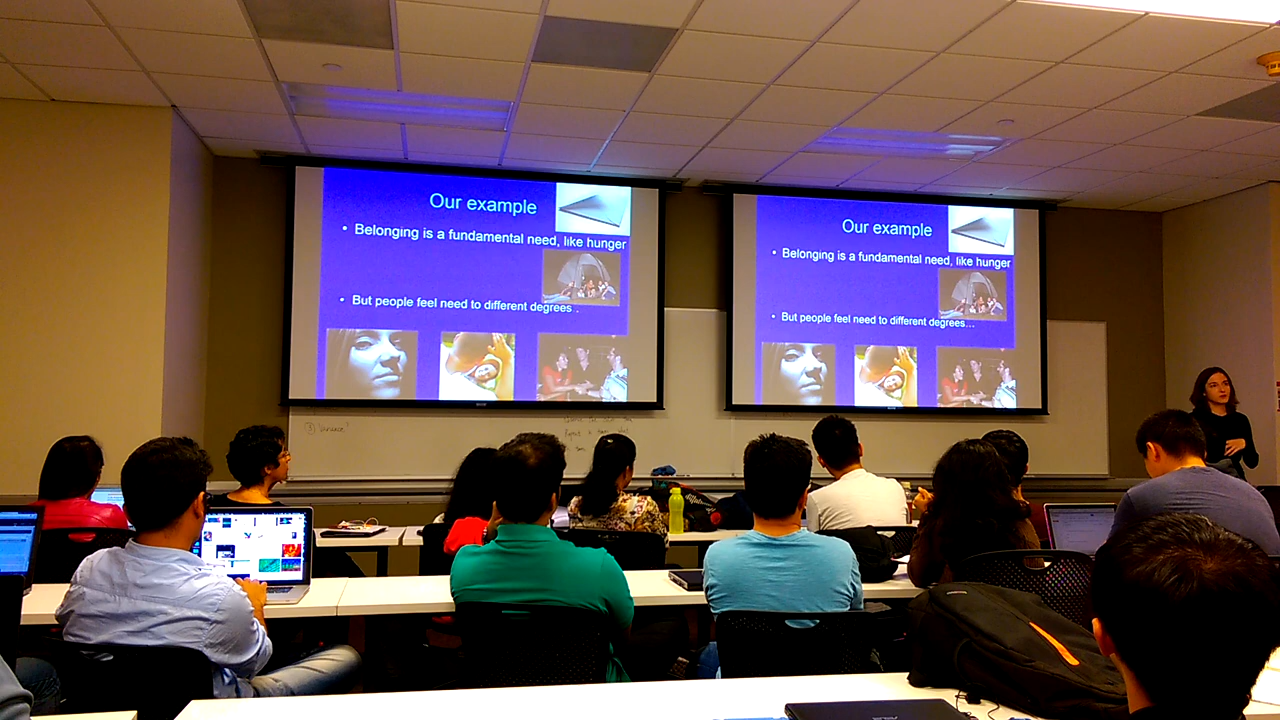 Our example
• Belonging is a fundamental need, like hunger
• But people feel need to different degrees...
Our example
• Belonging is a fundamental need, like hunger
• But people feel need to different degrees...